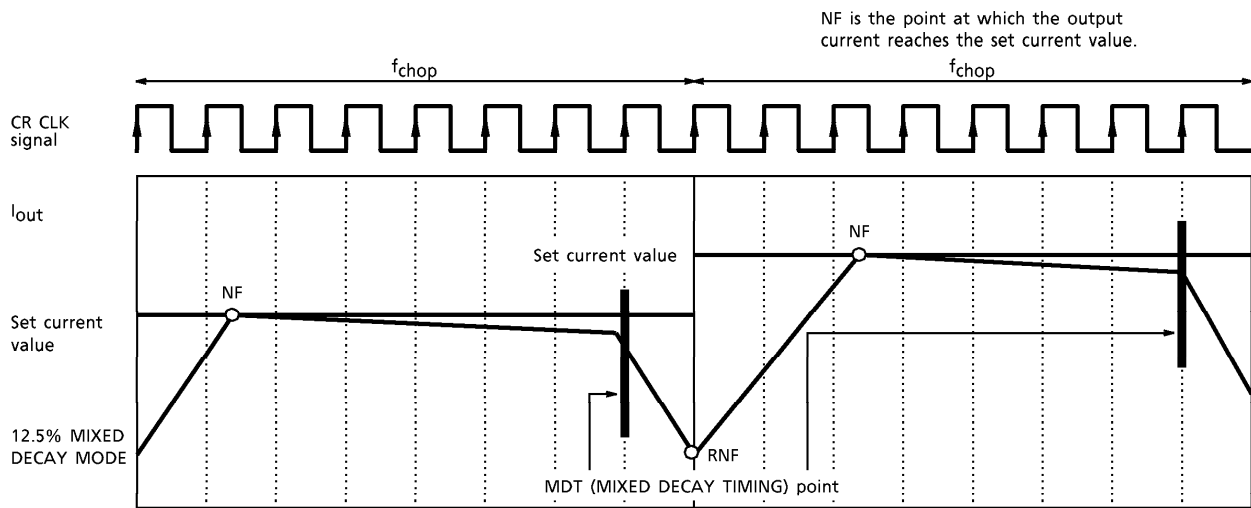 NF is the point at which the output
current reaches the set current value.
fchop
fchop
CR CLK
signal
Iout
NF
Set current value
NF
Set current
value
12.5% MIXED
DECAY MODE
RNF
MDT (MIXED DECAY TIMING) point